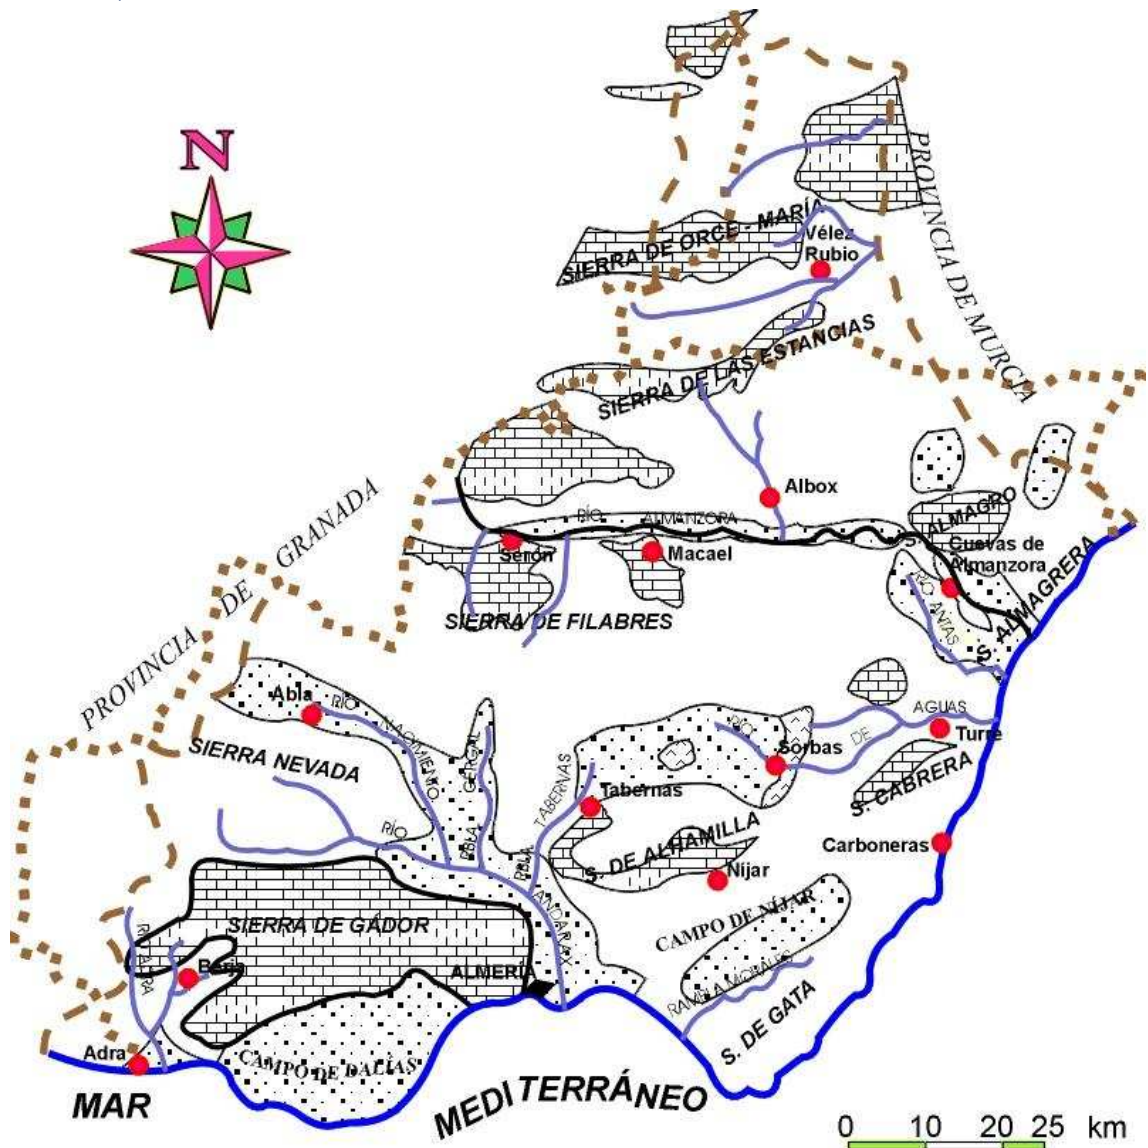 N
PROVINCIA DE MURCIA
SIERRA DE ORCE - MARÍA
Vélez
Rubio
SIERRA DE LAS ESTANCIAS
PROVINCIA DE GRANADA
Albox
RÍO ALMANZORA
S. ALMAGRO
Serón
Macael
Cuevas de
Almanzora
SIERRA DE FILABRES
RÍO ANTAS
S. ALMAGRERA
Abla
RÍO NACIMIENTO
SIERRA NEVADA
RBLA GERGAL
RBLA TABERNAS
RÍO DE AGUAS
Sorbas
Turre
Tabernas
S. CABRERA
S. DE ALHAMILLA
Carboneras
Níjar
RÍO ANDARAX
CAMPO DE NÍJAR
SIERRA DE GÁDOR
RÍO ADRA
Berja
ALMERÍA
RAMBLA MORALES
S. DE GATA
Adra
CAMPO DE DALÍAS
MAR MEDITERRÁNEO
0 10 20 25 km